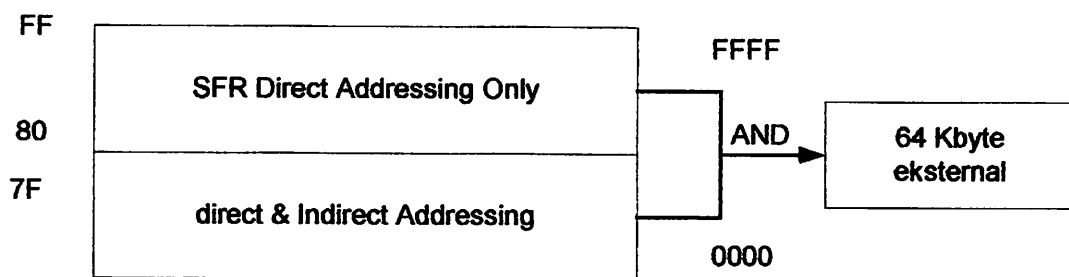 FF
SFR Direct Addressing Only
80
7F
direct & Indirect Addressing
FFFF
AND
0000
64 Kbyte
eksternal